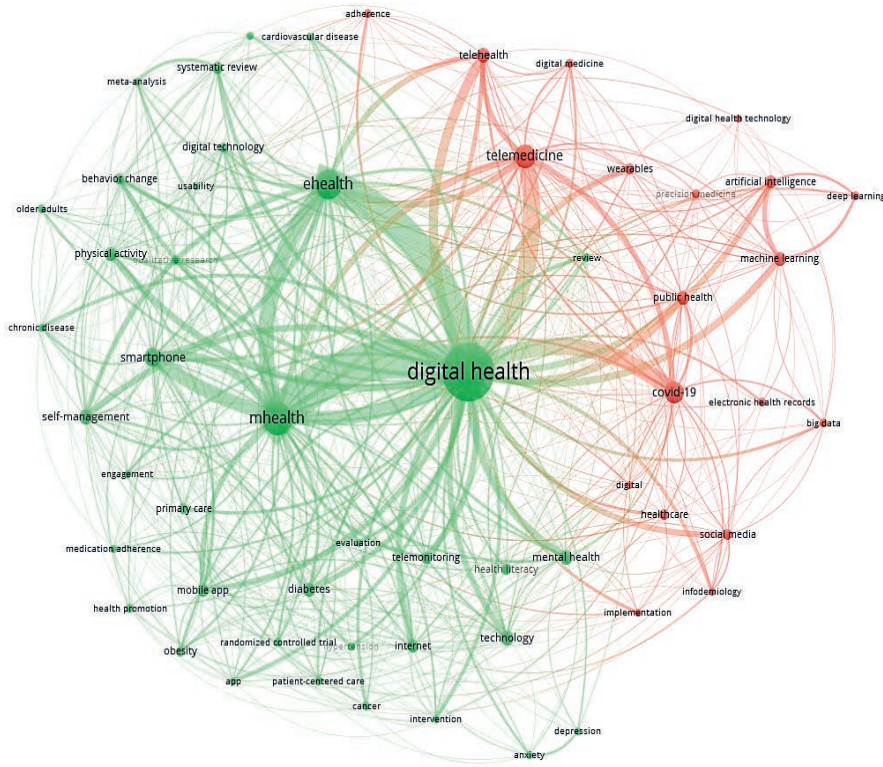 adherence
cardiovascular disease
telehealth
digital medicine
systematic review
meta-analysis
digital health technology
digital technology
telemedicine
wearables
behavior change
usability
ehealth
precision medicine
artificial intelligence
deep learning
older adults
physical activity
qualitative research
review
machine learning
public health
chronic disease
smartphone
digital health
covid-19
electronic health records
self-management
mhealth
big data
engagement
digital
primary care
healthcare
social media
medication adherence
evaluation
telemonitoring
mental health
health literacy
mobile app
diabetes
infodemiology
health promotion
implementation
obesity
randomized controlled trial
hypertension
internet
technology
app
patient-centered care
cancer
intervention
depression
anxiety